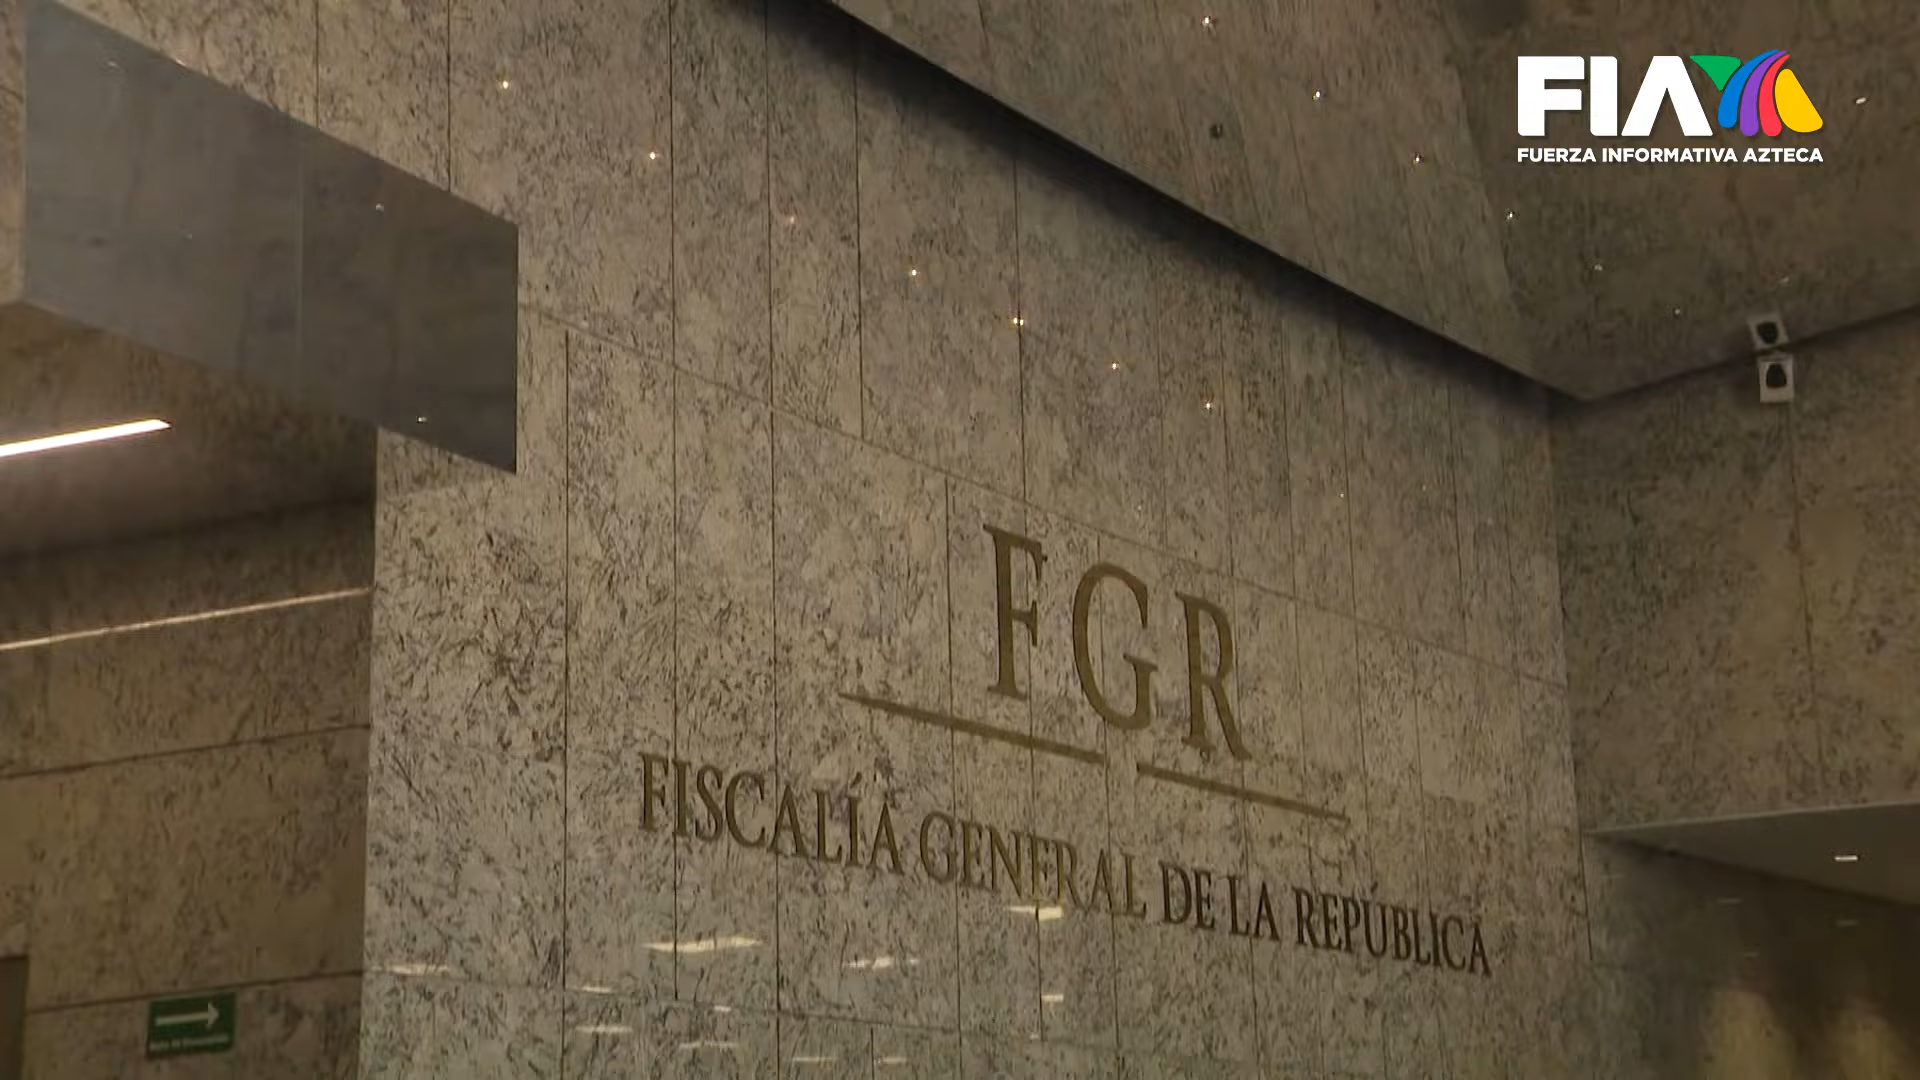 FIA
FUERZA INFORMATIVA AZTECA
FGR
FISCALÍA GENERAL DE LA REPÚBLICA